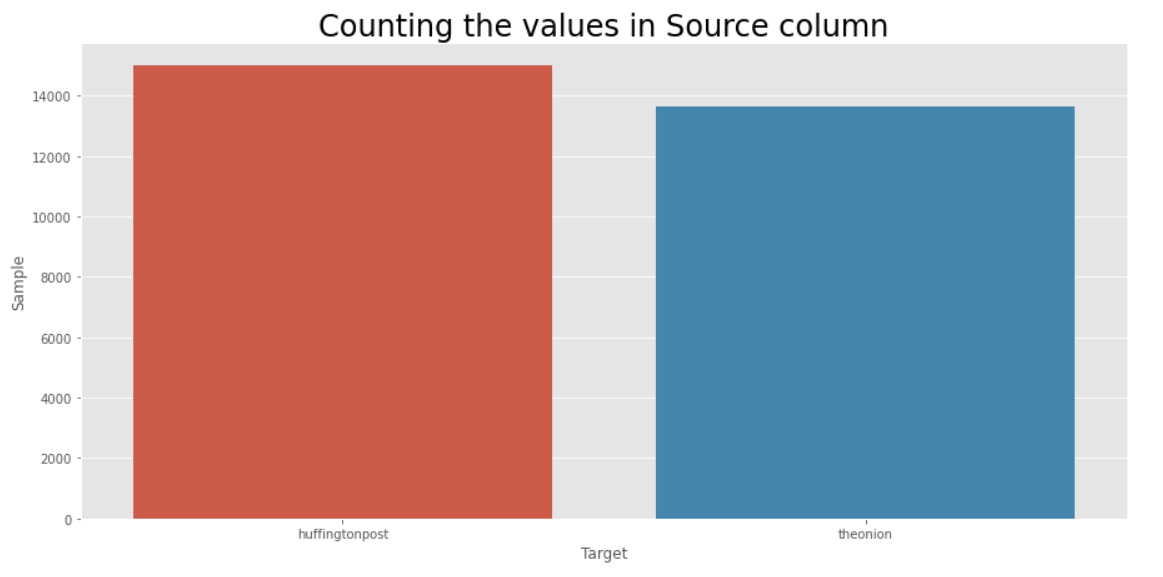 Counting the values in Source column
14000
12000
10000
8000
6000
4000
2000
0
Sample
huffingtonpost
theonion
Target